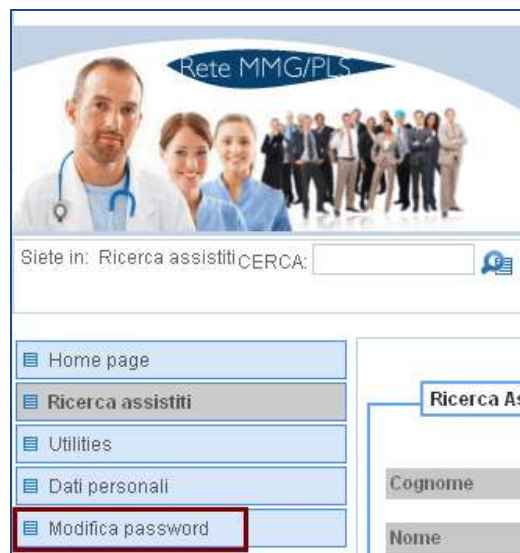 Rete MMG/PLS
Siete in: Ricerca assistiti CERCA:
Home page
Ricerca assistiti
Utilities
Dati personali
Modifica password
Ricerca As
Cognome
Nome